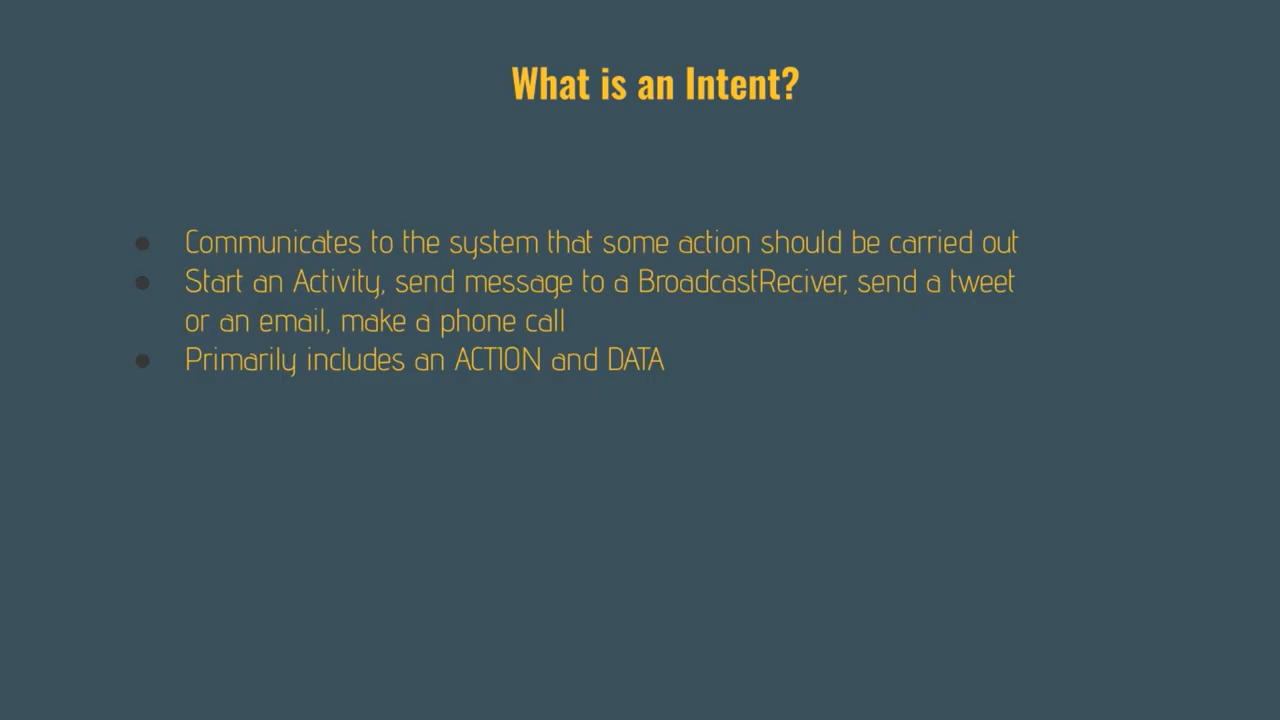 What is an Intent?
● Communicates to the system that some action should be carried out
● Start an Activity, send message to a BroadcastReciver, send a tweet
or an email, make a phone call
● Primarily includes an ACTION and DATA